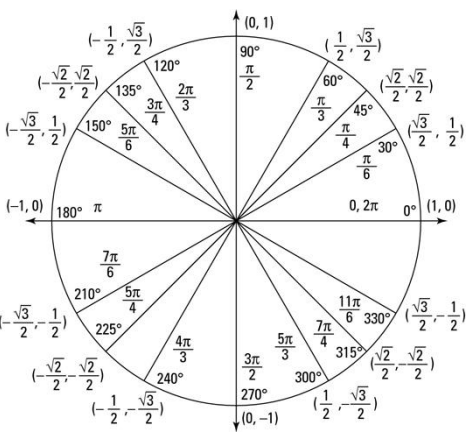 (0, 1)
(-1/2, √3/2)
(1/2, √3/2)
90°
π/2
120°
2π/3
60°
π/3
(-√2/2, √2/2)
(√2/2, √2/2)
135°
3π/4
45°
π/4
(-√3/2, 1/2)
(√3/2, 1/2)
150°
5π/6
30°
π/6
(-1, 0)
180° π
0, 2π 0°
(1, 0)
7π/6
210°
11π/6
330°
(-√3/2, -1/2)
(√3/2, -1/2)
5π/4
225°
7π/4
315°
(-√2/2, -√2/2)
(√2/2, -√2/2)
4π/3
240°
3π/2
270°
5π/3
300°
(-1/2, -√3/2)
(1/2, -√3/2)
(0, -1)